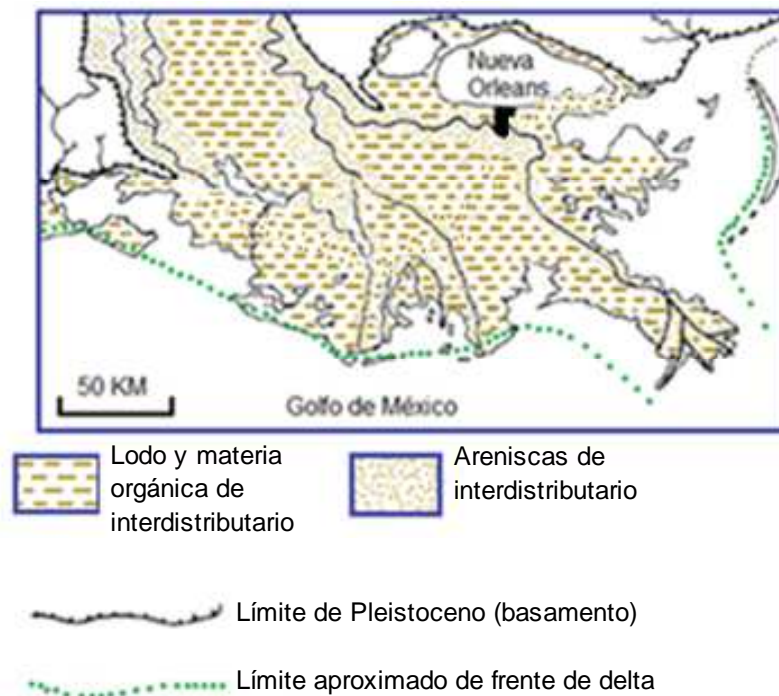 Nueva
Orleans
50 KM
Golfo de México
Lodo y materia
orgánica de
interdistributario
Areniscas de
interdistributario
Límite de Pleistoceno (basamento)
Límite aproximado de frente de delta